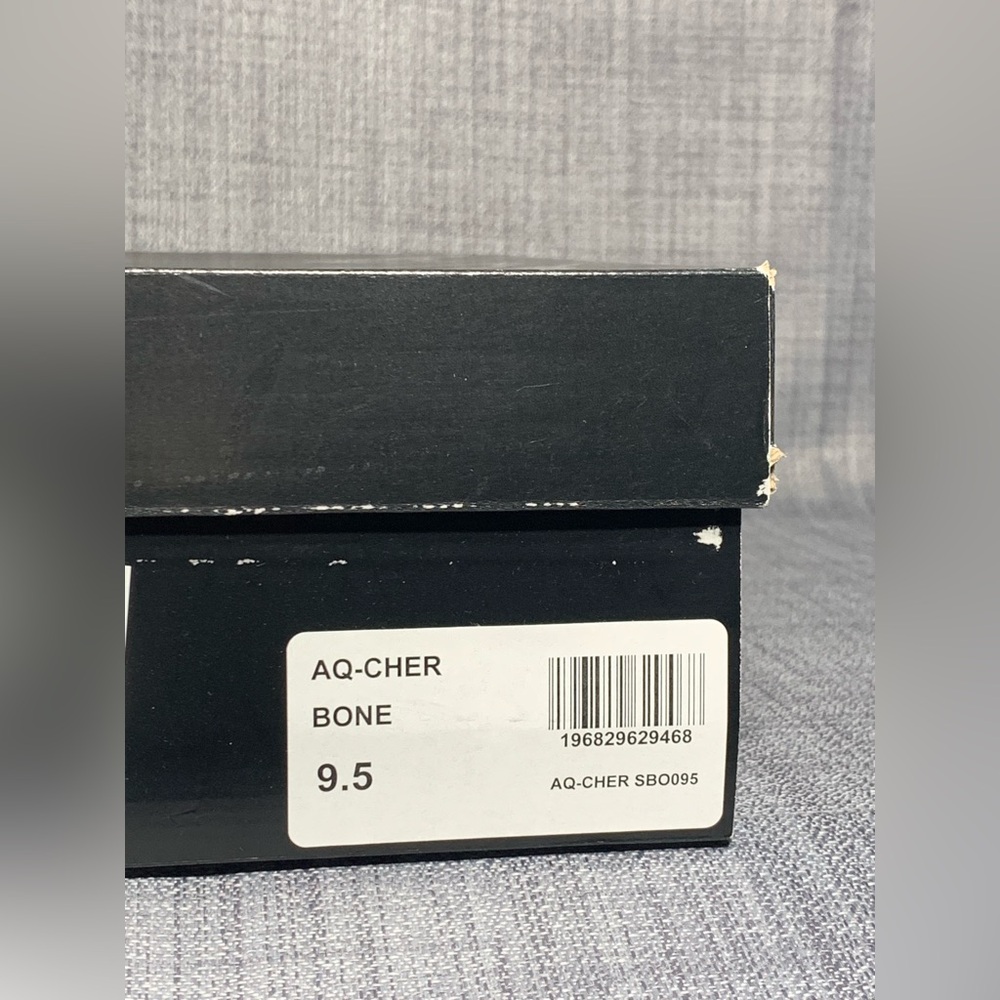 AQ-CHER
BONE
9.5
196829629468
AQ-CHER SBO095